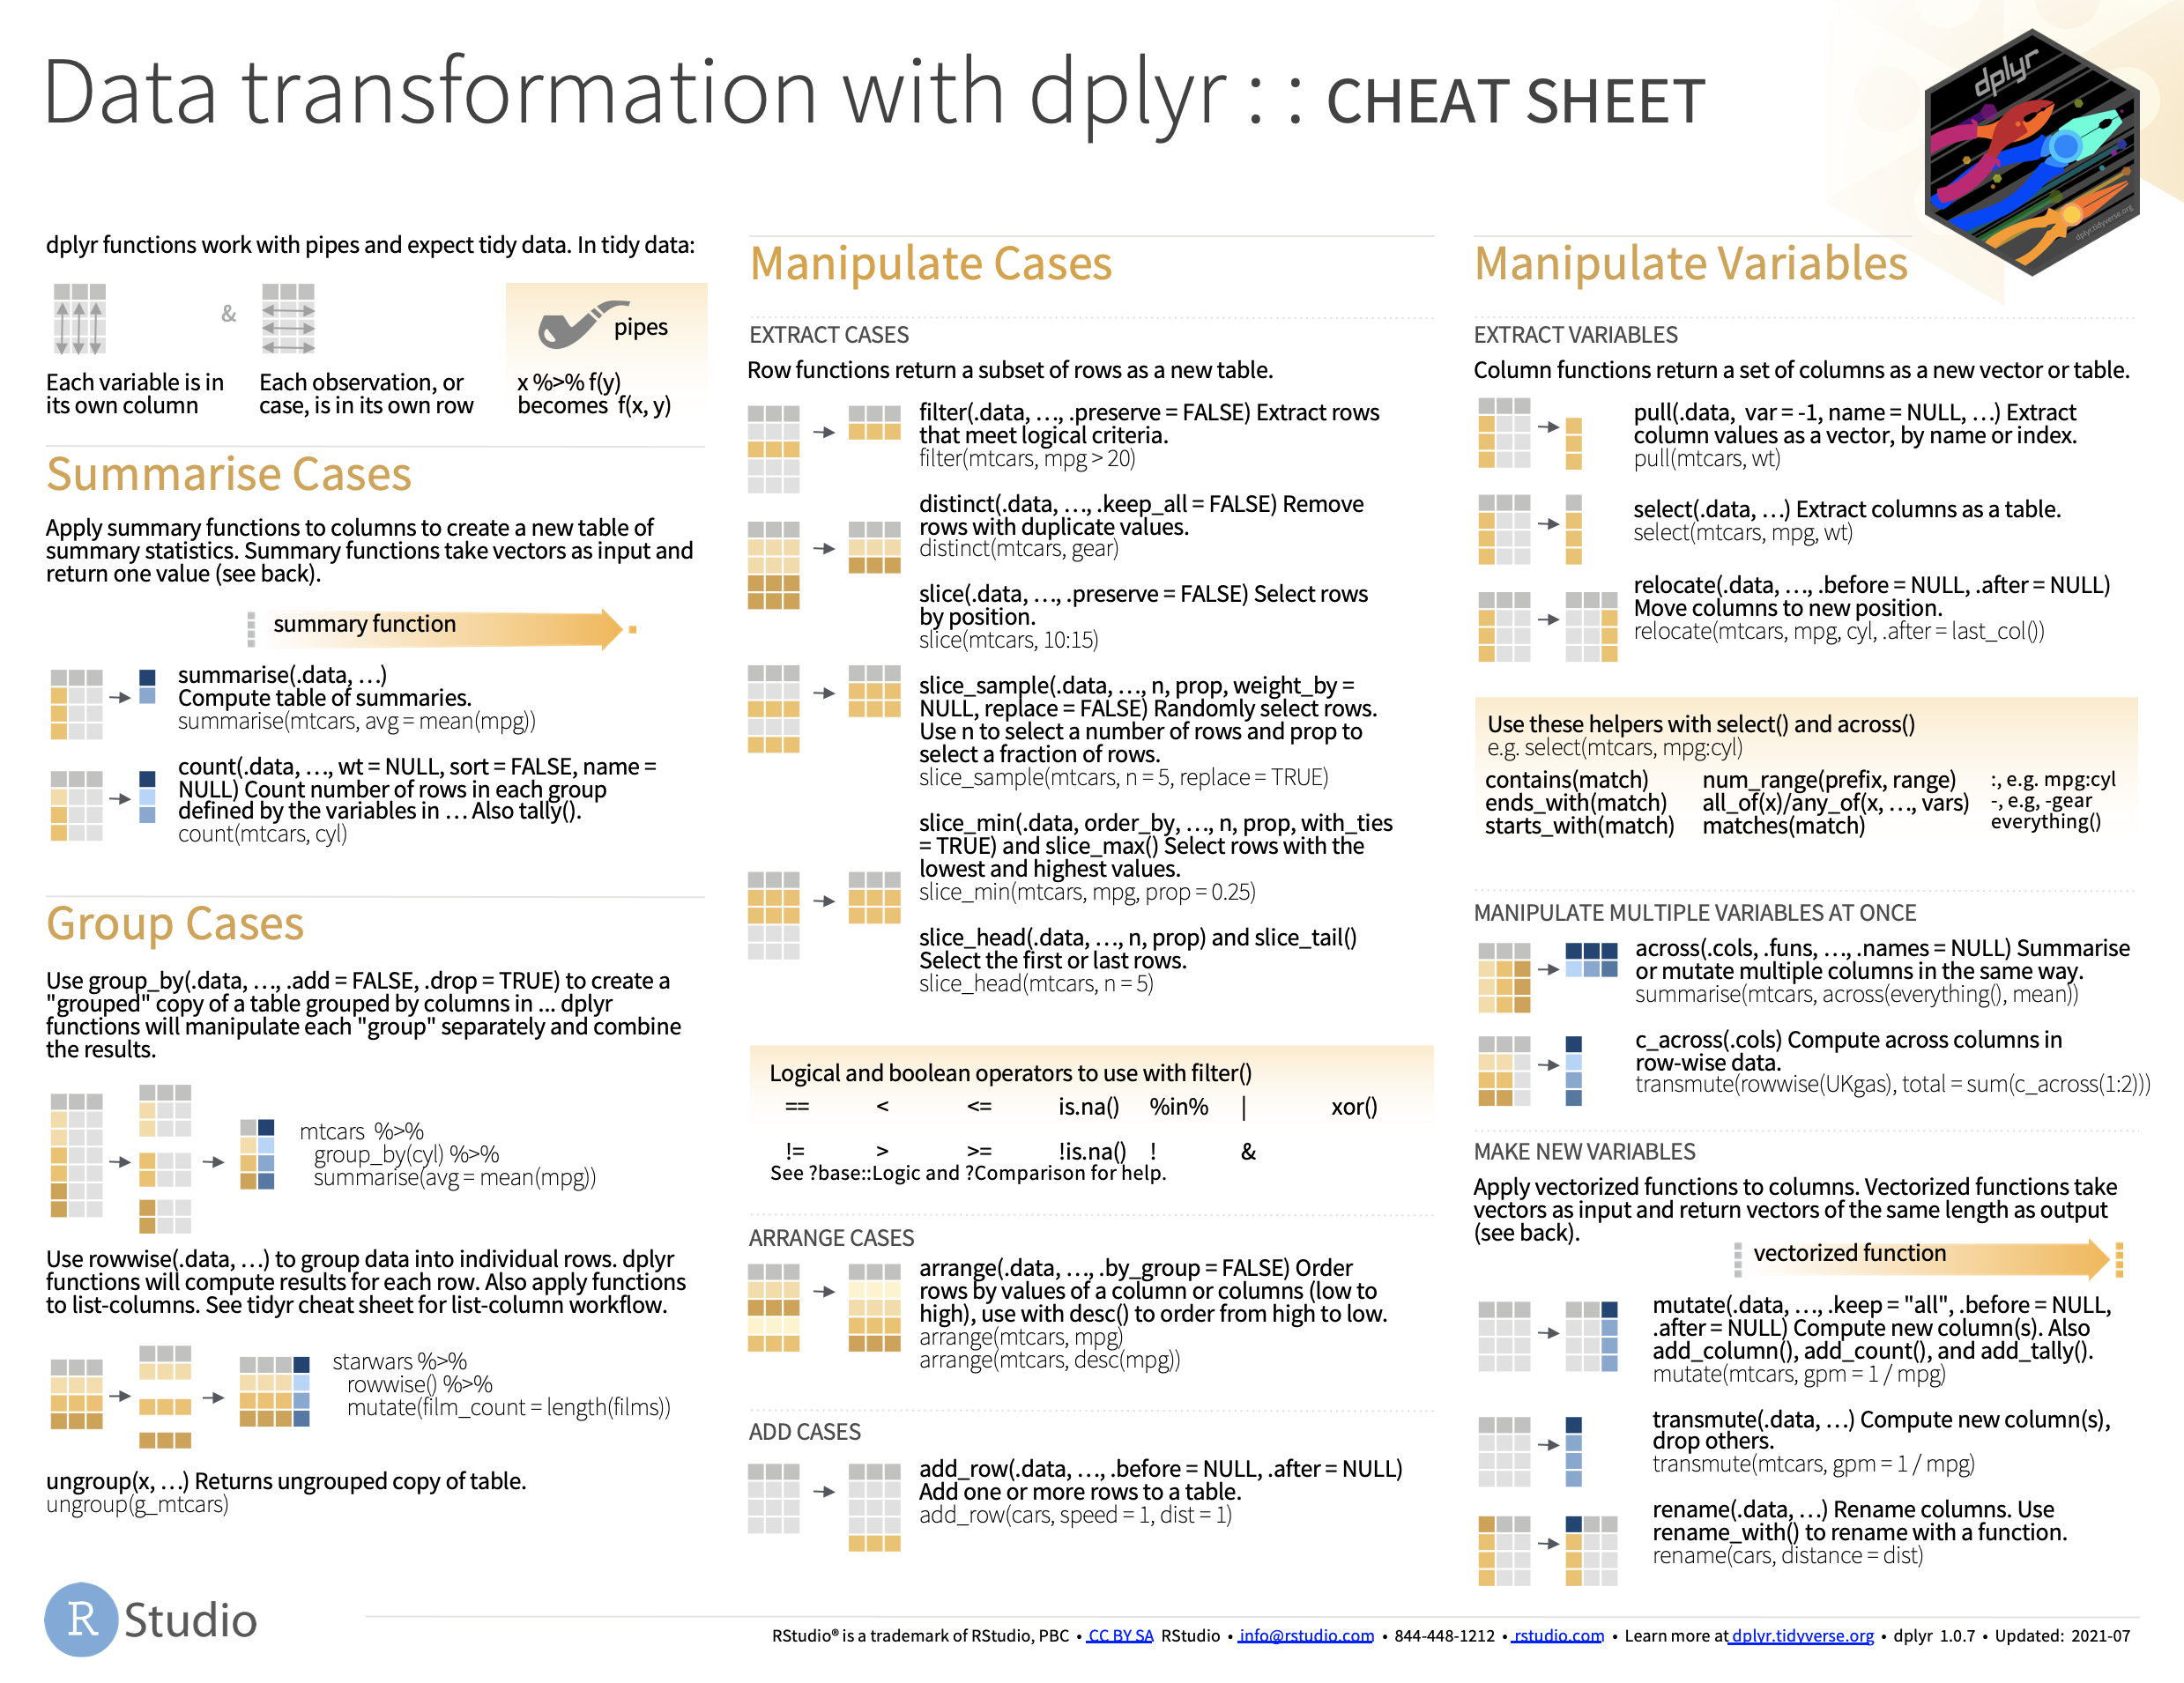 Data transformation with dplyr : : CHEAT SHEET
dplyr
dplyr.tidyverse.org
dplyr functions work with pipes and expect tidy data. In tidy data:
&
pipes
Each variable is in
its own column
Each observation, or
case, is in its own row
x %>% f(y)
becomes f(x, y)
Summarise Cases
Apply summary functions to columns to create a new table of
summary statistics. Summary functions take vectors as input and
return one value (see back).
summary function
summarise(.data, …)
Compute table of summaries.
summarise(mtcars, avg = mean(mpg))
count(.data, …, wt = NULL, sort = FALSE, name =
NULL) Count number of rows in each group
defined by the variables in … Also tally().
count(mtcars, cyl)
Group Cases
Use group_by(.data, …, .add = FALSE, .drop = TRUE) to create a
"grouped" copy of a table grouped by columns in ... dplyr
functions will manipulate each "group" separately and combine
the results.
mtcars %>%
group_by(cyl) %>%
summarise(avg = mean(mpg))
Use rowwise(.data, …) to group data into individual rows. dplyr
functions will compute results for each row. Also apply functions
to list-columns. See tidyr cheat sheet for list-column workflow.
starwars %>%
rowwise() %>%
mutate(film_count = length(films))
ungroup(x, …) Returns ungrouped copy of table.
ungroup(g_mtcars)
Manipulate Cases
EXTRACT CASES
Row functions return a subset of rows as a new table.
filter(.data, …, .preserve = FALSE) Extract rows
that meet logical criteria.
filter(mtcars, mpg > 20)
distinct(.data, …, .keep_all = FALSE) Remove
rows with duplicate values.
distinct(mtcars, gear)
slice(.data, …, .preserve = FALSE) Select rows
by position.
slice(mtcars, 10:15)
slice_sample(.data, …, n, prop, weight_by =
NULL, replace = FALSE) Randomly select rows.
Use n to select a number of rows and prop to
select a fraction of rows.
slice_sample(mtcars, n = 5, replace = TRUE)
slice_min(.data, order_by, …, n, prop, with_ties
= TRUE) and slice_max() Select rows with the
lowest and highest values.
slice_min(mtcars, mpg, prop = 0.25)
slice_head(.data, …, n, prop) and slice_tail()
Select the first or last rows.
slice_head(mtcars, n = 5)
Logical and boolean operators to use with filter()
== < <= is.na() %in% | xor()
!= > >= !is.na() ! &
See ?base::Logic and ?Comparison for help.
ARRANGE CASES
arrange(.data, …, .by_group = FALSE) Order
rows by values of a column or columns (low to
high), use with desc() to order from high to low.
arrange(mtcars, mpg)
arrange(mtcars, desc(mpg))
ADD CASES
add_row(.data, …, .before = NULL, .after = NULL)
Add one or more rows to a table.
add_row(cars, speed = 1, dist = 1)
Manipulate Variables
EXTRACT VARIABLES
Column functions return a set of columns as a new vector or table.
pull(.data, var = -1, name = NULL, …) Extract
column values as a vector, by name or index.
pull(mtcars, wt)
select(.data, …) Extract columns as a table.
select(mtcars, mpg, wt)
relocate(.data, …, .before = NULL, .after = NULL)
Move columns to new position.
relocate(mtcars, mpg, cyl, .after = last_col())
Use these helpers with select() and across()
e.g. select(mtcars, mpg:cyl)
contains(match) num_range(prefix, range) :, e.g. mpg:cyl
ends_with(match) all_of(x)/any_of(x, …, vars) -, e.g, -gear
starts_with(match) matches(match) everything()
MANIPULATE MULTIPLE VARIABLES AT ONCE
across(.cols, .funs, …, .names = NULL) Summarise
or mutate multiple columns in the same way.
summarise(mtcars, across(everything(), mean))
c_across(.cols) Compute across columns in
row-wise data.
transmute(rowwise(UKgas), total = sum(c_across(1:2)))
MAKE NEW VARIABLES
Apply vectorized functions to columns. Vectorized functions take
vectors as input and return vectors of the same length as output
(see back).
vectorized function
mutate(.data, …, .keep = "all", .before = NULL,
.after = NULL) Compute new column(s). Also
add_column(), add_count(), and add_tally().
mutate(mtcars, gpm = 1 / mpg)
transmute(.data, …) Compute new column(s),
drop others.
transmute(mtcars, gpm = 1 / mpg)
rename(.data, …) Rename columns. Use
rename_with() to rename with a function.
rename(cars, distance = dist)
R Studio
RStudio® is a trademark of RStudio, PBC • CC BY SA RStudio • info@rstudio.com • 844-448-1212 • rstudio.com • Learn more at dplyr.tidyverse.org • dplyr 1.0.7 • Updated: 2021-07